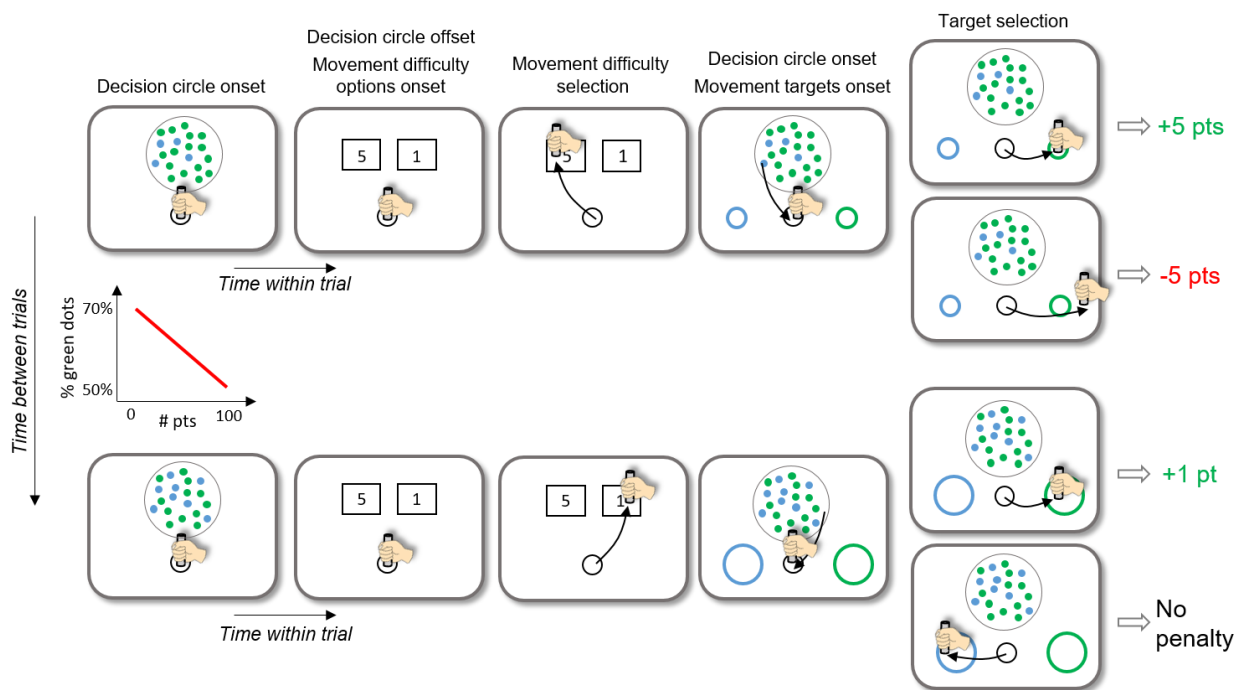 Target selection
Decision circle offset
Decision circle onset
Movement difficulty
options onset
Movement difficulty
selection
Decision circle onset
Movement targets onset
5 1
5 1
+5 pts
Time within trial
-5 pts
Time between trials
70%
% green dots
50%
0
# pts
100
5 1
5 1
+1 pt
Time within trial
No
penalty